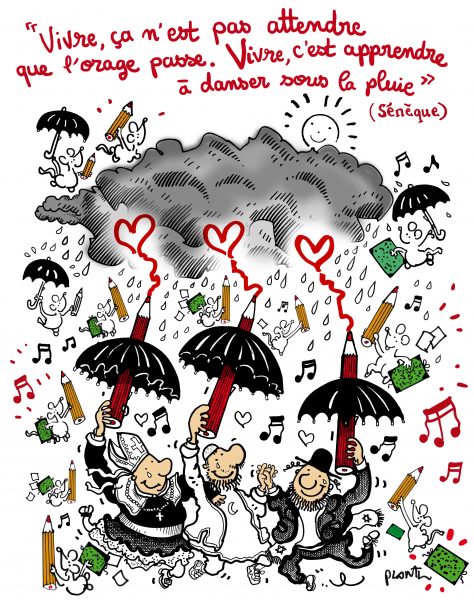 "Vivre, ça n'est pas attendre
que l'orage passe. Vivre, c'est apprendre
à danser sous la pluie"
(Sénèque)
PLANTU